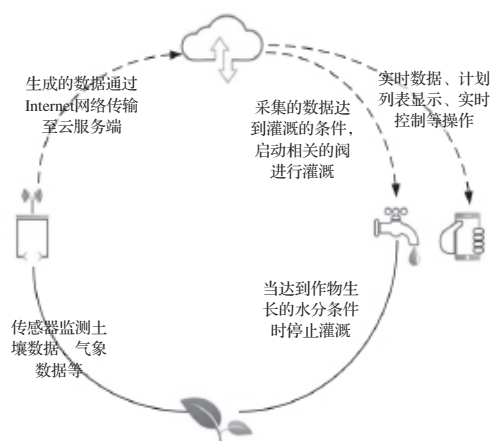 生成的数据通过
Internet网络传输
至云服务端
实时数据、计划
列表显示、实时
控制等操作
采集的数据达
到灌溉的条件，
启动相关的阀
进行灌溉
当达到作物生
长的水分条件
时停止灌溉
传感器监测土
壤数据、气象
数据等